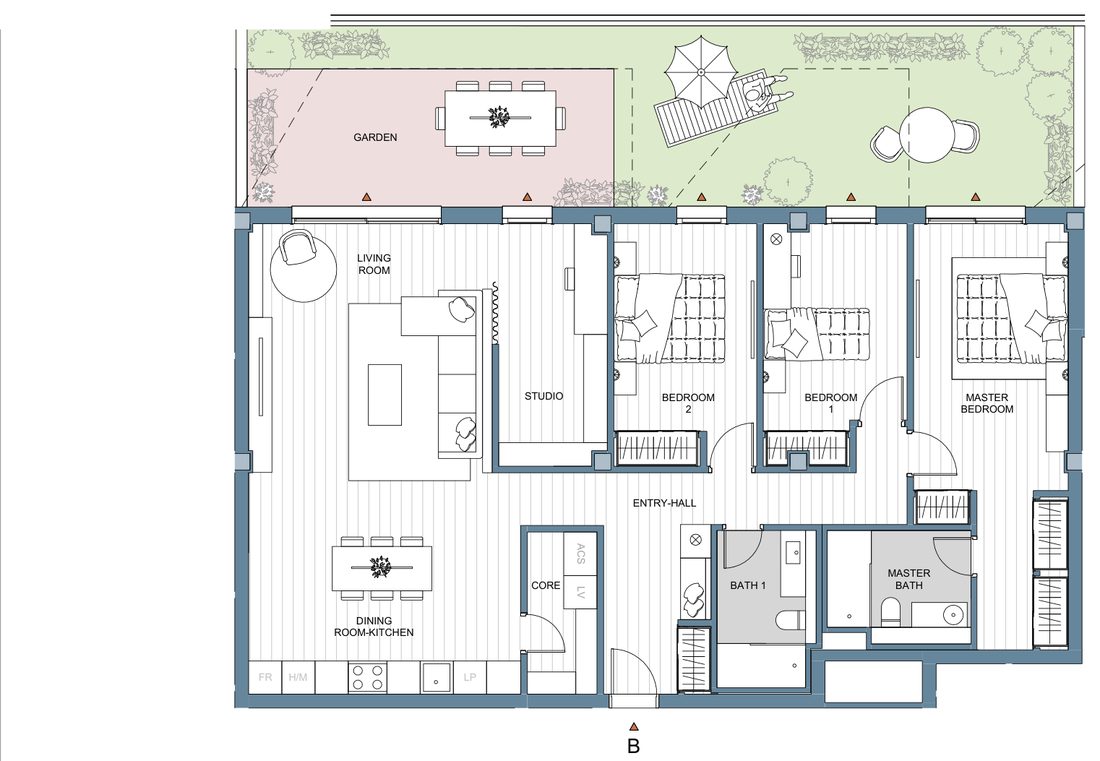 GARDEN
LIVING
ROOM
STUDIO
BEDROOM
2
BEDROOM
1
MASTER
BEDROOM
ENTRY-HALL
ACS
LV
CORE
BATH 1
MASTER
BATH
DINING
ROOM-KITCHEN
FR
H/M
LP
B